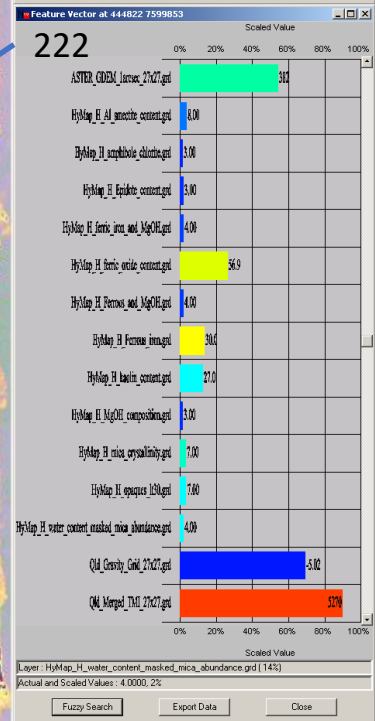 Feature Vector at 444822 7599853
222
Scaled Value
0% 20% 40% 60% 80% 100%
ASTER_GDEM_1arcsec_27x27.grd 382
HyMap_H_Al_smectite_content.grd 8.00
HyMap_H_amphibole_chlorite.grd 3.00
HyMap_H_Epidote_content.grd 3.00
HyMap_H_ferric_iron_and_MgOH.grd 4.00
HyMap_H_ferric_oxide_content.grd 56.9
HyMap_H_Ferrous_and_MgOH.grd 4.00
HyMap_H_Ferrous_iron.grd 30.0
HyMap_H_kaolin_content.grd 27.0
HyMap_H_MgOH_composition.grd 3.00
HyMap_H_mica_crystallinity.grd 7.00
HyMap_H_opaques_1t30.grd 7.00
HyMap_H_water_content_masked_mica_abundance.grd 4.00
Qld_Gravity_Grid_27x27.grd -5.02
Qld_Merged_TMI_27x27.grd 5276
0% 20% 40% 60% 80% 100%
Scaled Value
Layer : HyMap_H_water_content_masked_mica_abundance.grd ( 14%)
Actual and Scaled Values : 4.0000, 2%
Fuzzy Search Export Data Close